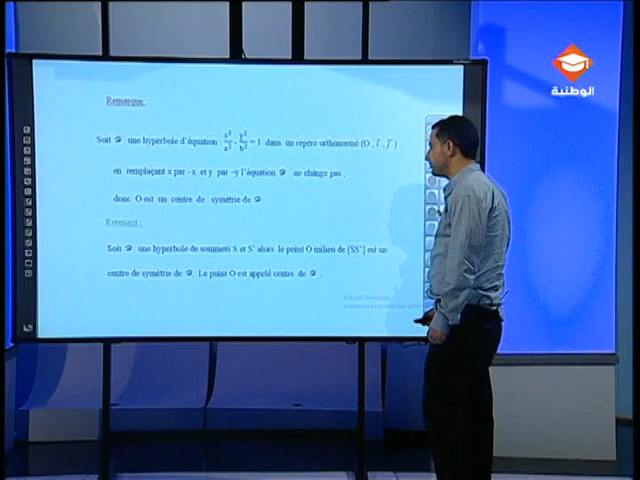 الوطنية
Remarque :
Soit 𝒫 une hyperbole d'équation : x²/a² - y²/b² = 1 dans un repère orthonormé (O , i⃗ , j⃗ )
en remplaçant x par - x et y par -y l'équation 𝒫 ne change pas ,
donc O est un centre de symétrie de 𝒫
Retenant :
Soit 𝒫 une hyperbole de sommets S et S' alors le point O milieu de [SS'] est un
centre de symétrie de 𝒫. Le point O est appelé centre de 𝒫 .